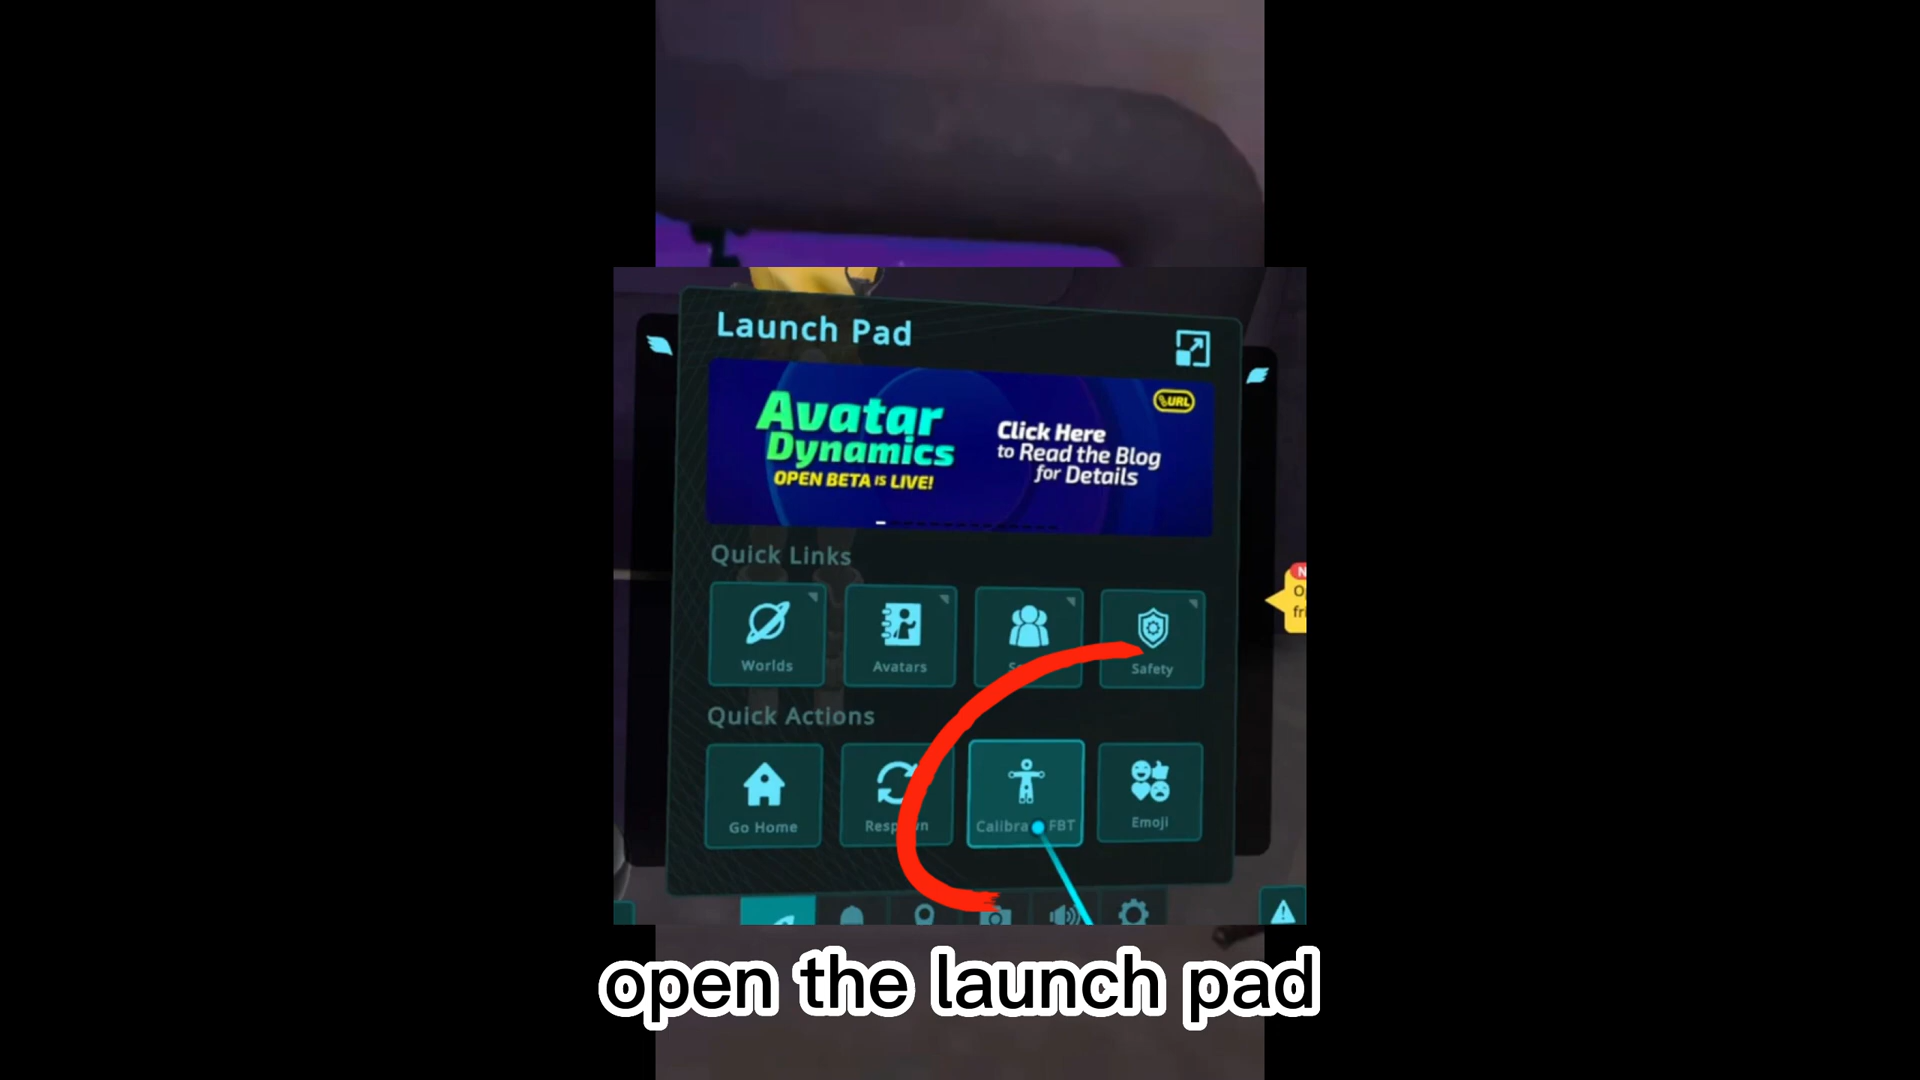 Launch Pad
URL
Avatar
Dynamics
OPEN BETA IS LIVE!
Click Here
to Read the Blog
for Details
Quick Links
Worlds
Avatars
Safety
Quick Actions
Go Home
Emoji
FBT
open the launch pad